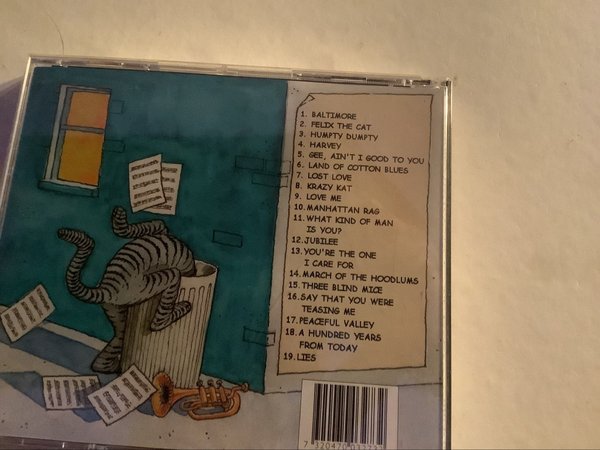 1. BALTIMORE
2. FELIX THE CAT
3. HUMPTY DUMPTY
4. HARVEY
5. GEE, AIN'T I GOOD TO YOU
6. LAND OF COTTON BLUES
7. LOST LOVE
8. KRAZY KAT
9. LOVE ME
10. MANHATTAN RAG
11. WHAT KIND OF MAN
IS YOU?
12. JUBILEE
13. YOU'RE THE ONE
I CARE FOR
14. MARCH OF THE HOODLUMS
15. THREE BLIND MICE
16. SAY THAT YOU WERE
TEASING ME
17. PEACEFUL VALLEY
18. A HUNDRED YEARS
FROM TODAY
19. LIES